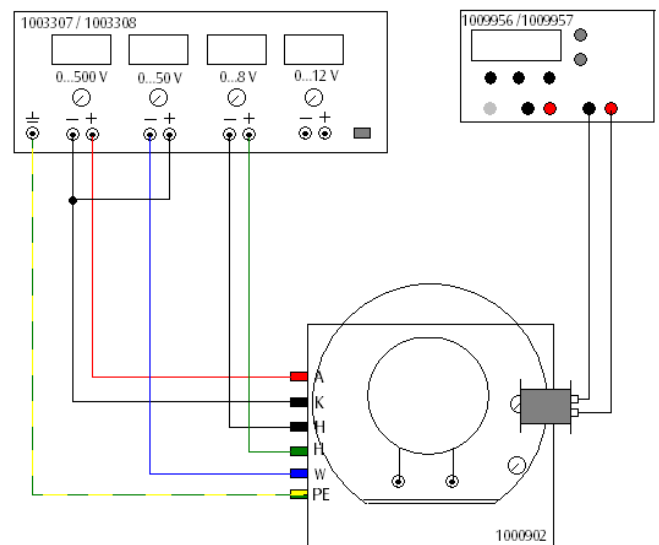 1003307 / 1003308
0...500 V 0...50 V 0...8 V 0...12 V
− + − + − + − +
1009956 /1009957
A
K
H
H
W
PE
1000902